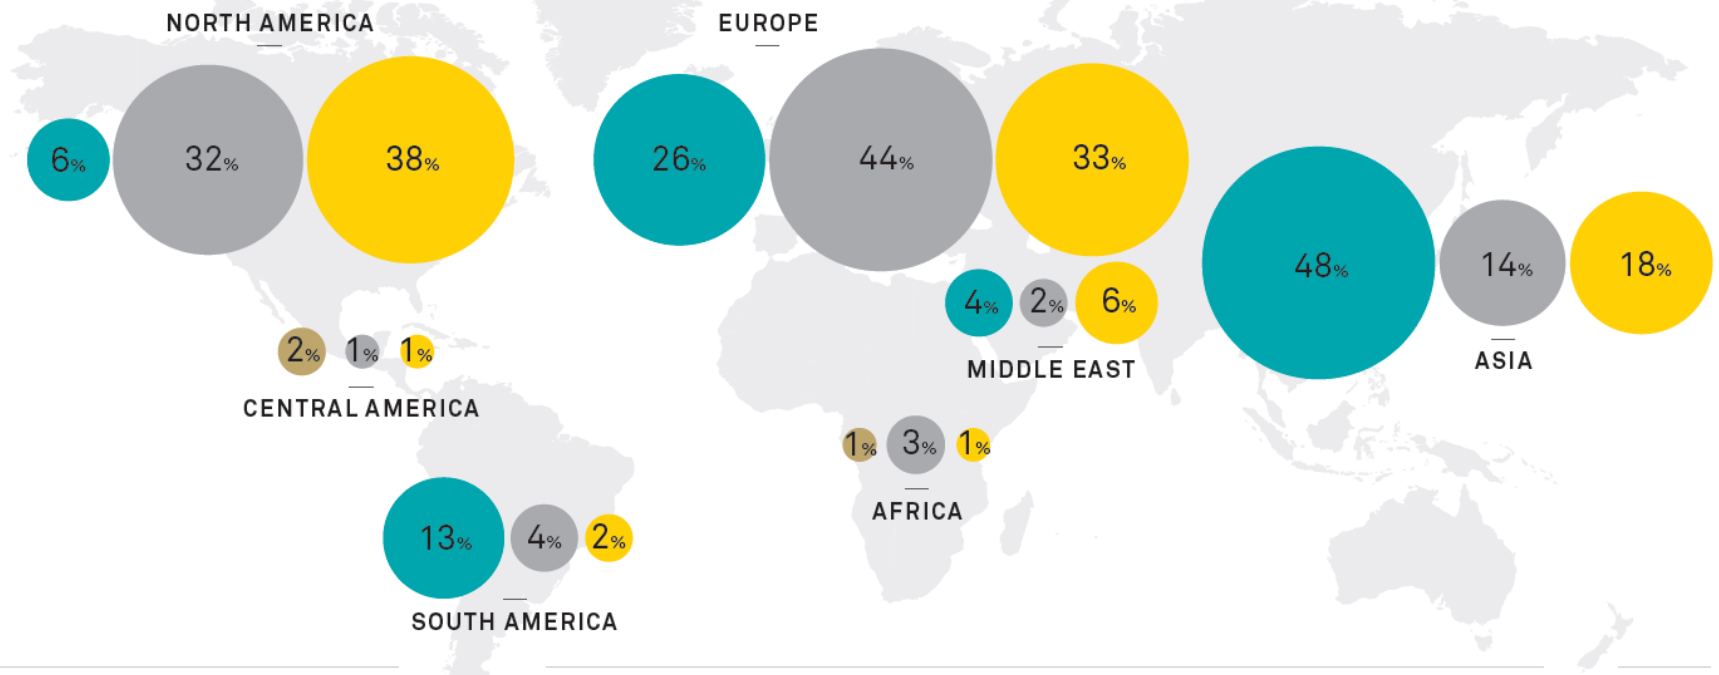 NORTH AMERICA
6% 32% 38%
EUROPE
26% 44% 33%
48% 14% 18%
ASIA
4% 2% 6%
MIDDLE EAST
2% 1% 1%
CENTRAL AMERICA
1% 3% 1%
AFRICA
13% 4% 2%
SOUTH AMERICA